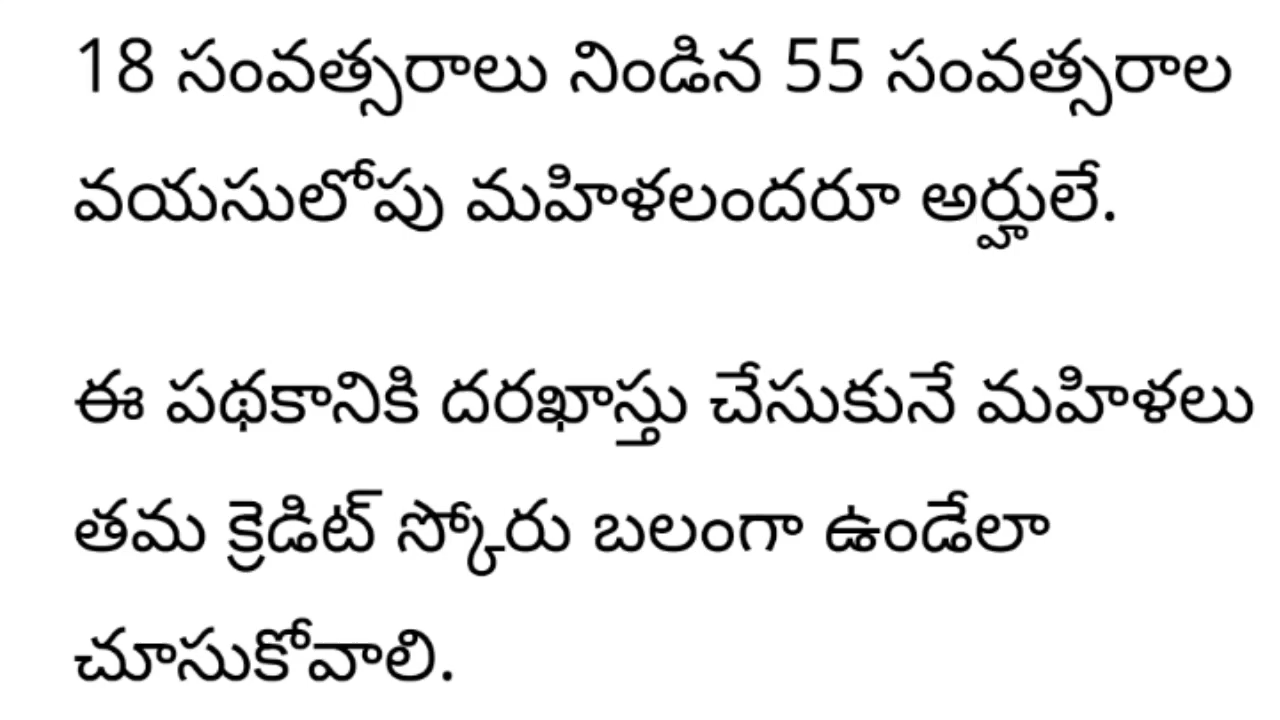 18 సంవత్సరాలు నిండిన 55 సంవత్సరాల
వయసులోపు మహిళలందరూ అర్హులే.
ఈ పథకానికి దరఖాస్తు చేసుకునే మహిళలు
తమ క్రెడిట్ స్కోరు బలంగా ఉండేలా
చూసుకోవాలి.